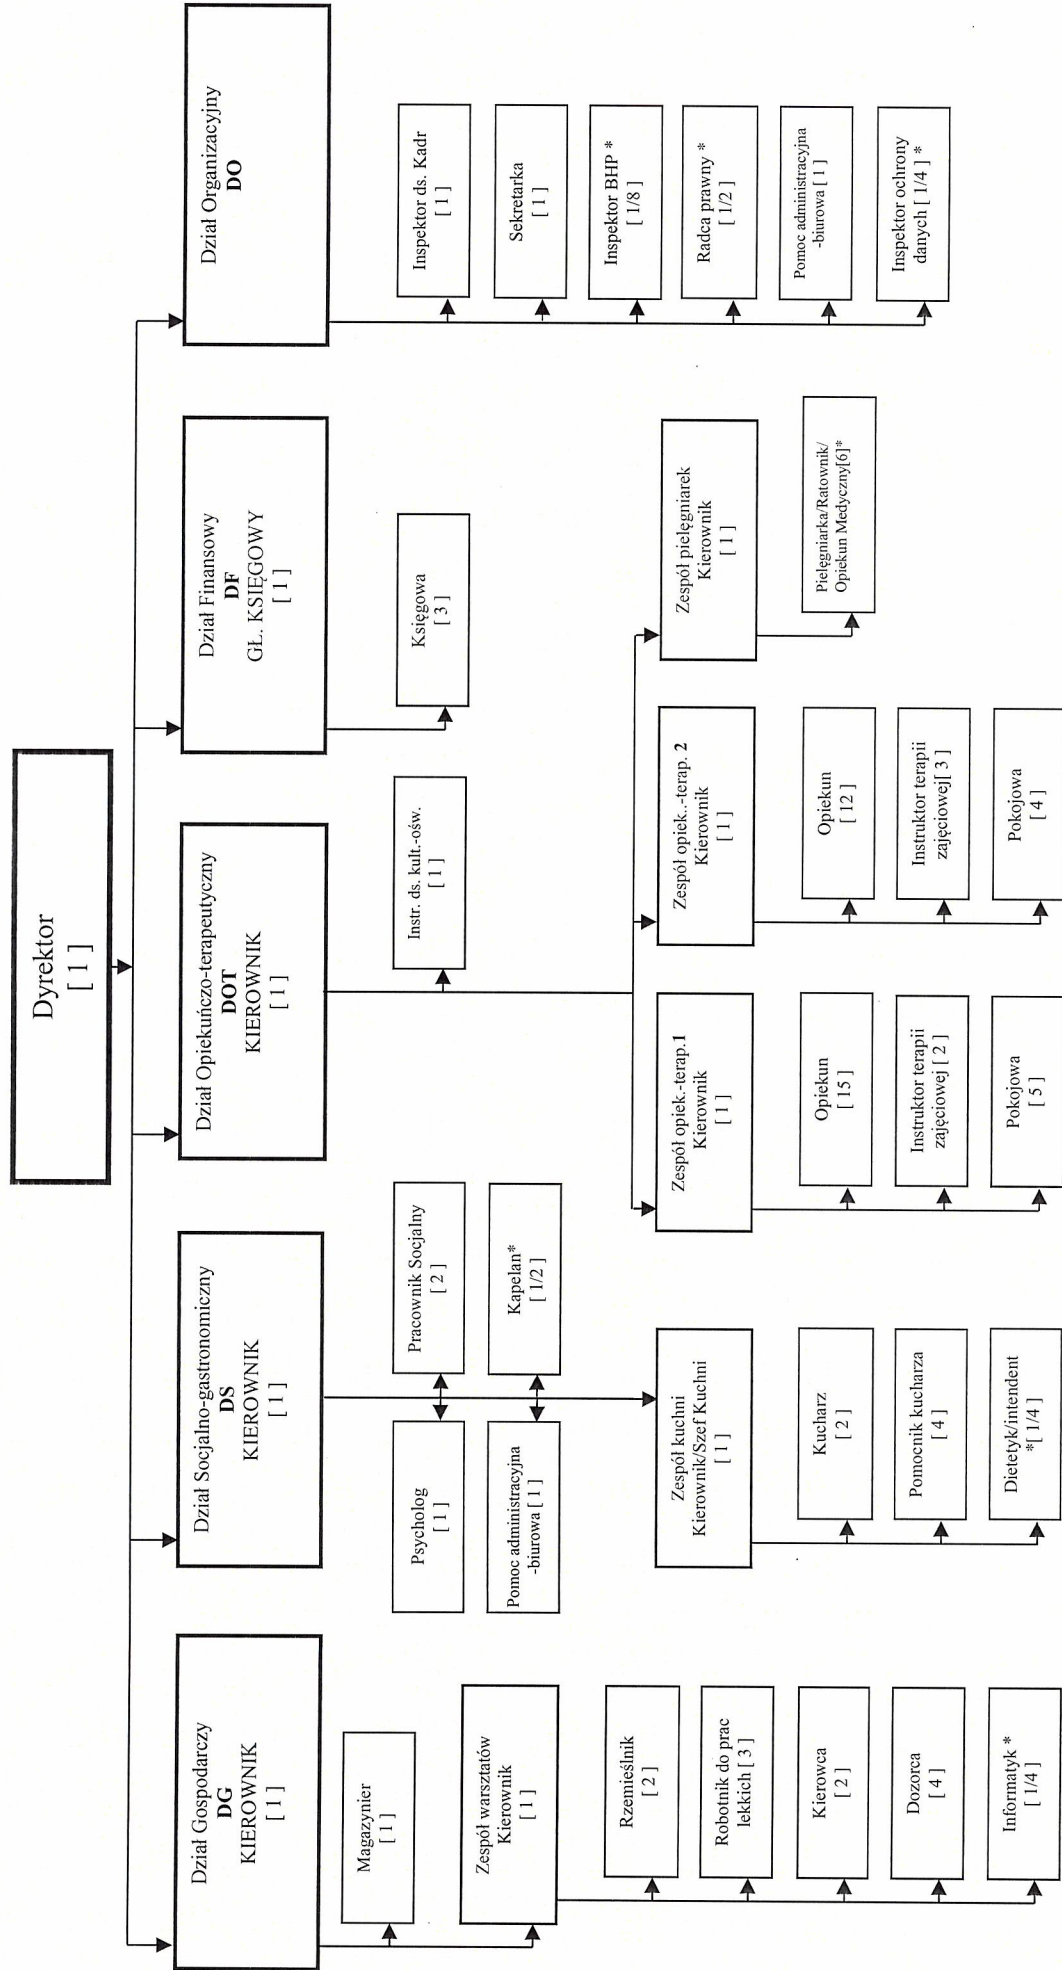 Dyrektor
[ 1 ]
Dział Gospodarczy
DG
KIEROWNIK
[ 1 ]
Magazynier
[ 1 ]
Zespół warsztatów
Kierownik
[ 1 ]
Rzemieślnik
[ 2 ]
Robotnik do prac
lekkich [ 3 ]
Kierowca
[ 2 ]
Dozorca
[ 4 ]
Informatyk *
[ 1/4 ]
Dział Socjalno-gastronomiczny
DS
KIEROWNIK
[ 1 ]
Psycholog
[ 1 ]
Pracownik Socjalny
[ 2 ]
Pomoc administracyjna
-biurowa [ 1 ]
Kapelan*
[ 1/2 ]
Zespół kuchni
Kierownik/Szef Kuchni
[ 1 ]
Kucharz
[ 2 ]
Pomocnik kucharza
[ 4 ]
Dietetyk/intendent
*[ 1/4 ]
Dział Opiekuńczo-terapeutyczny
DOT
KIEROWNIK
[ 1 ]
Instr. ds. kult.-ośw.
[ 1 ]
Zespół opiek.-terap.1
Kierownik
[ 1 ]
Opiekun
[ 15 ]
Instruktor terapii
zajęciowej [ 2 ]
Pokojowa
[ 5 ]
Zespół opiek..-terap. 2
Kierownik
[ 1 ]
Opiekun
[ 12 ]
Instruktor terapii
zajęciowej[ 3 ]
Pokojowa
[ 4 ]
Zespół pielęgniarek
Kierownik
[ 1 ]
Pielęgniarka/Ratownik/
Opiekun Medyczny[6]*
Dział Finansowy
DF
GŁ. KSIĘGOWY
[ 1 ]
Księgowa
[ 3 ]
Dział Organizacyjny
DO
Inspektor ds. Kadr
[ 1 ]
Sekretarka
[ 1 ]
Inspektor BHP *
[ 1/8 ]
Radca prawny *
[ 1/2 ]
Pomoc administracyjna
-biurowa [ 1 ]
Inspektor ochrony
danych [ 1/4 ] *